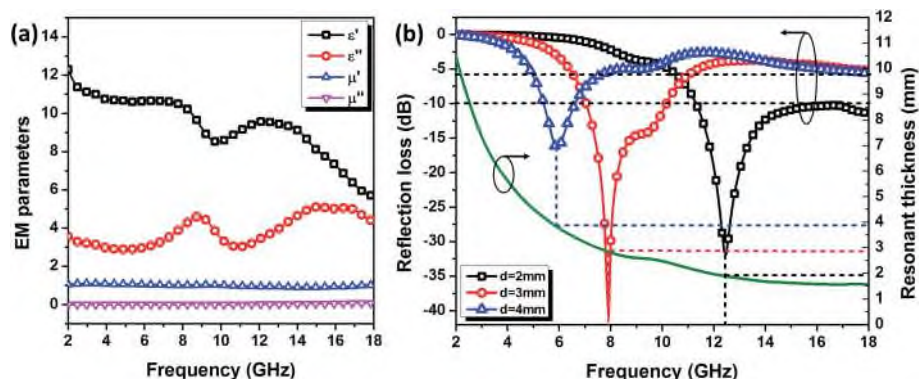 (a)
14
12
10
8
6
4
2
0
EM parameters
ε'
ε''
μ'
μ''
2 4 6 8 10 12 14 16 18
Frequency (GHz)
(b)
0
-5
-10
-15
-20
-25
-30
-35
-40
Reflection loss (dB)
d=2mm
d=3mm
d=4mm
2 4 6 8 10 12 14 16 18
Frequency (GHz)
12
11
10
9
8
7
6
5
4
3
2
1
0
Resonant thickness (mm)